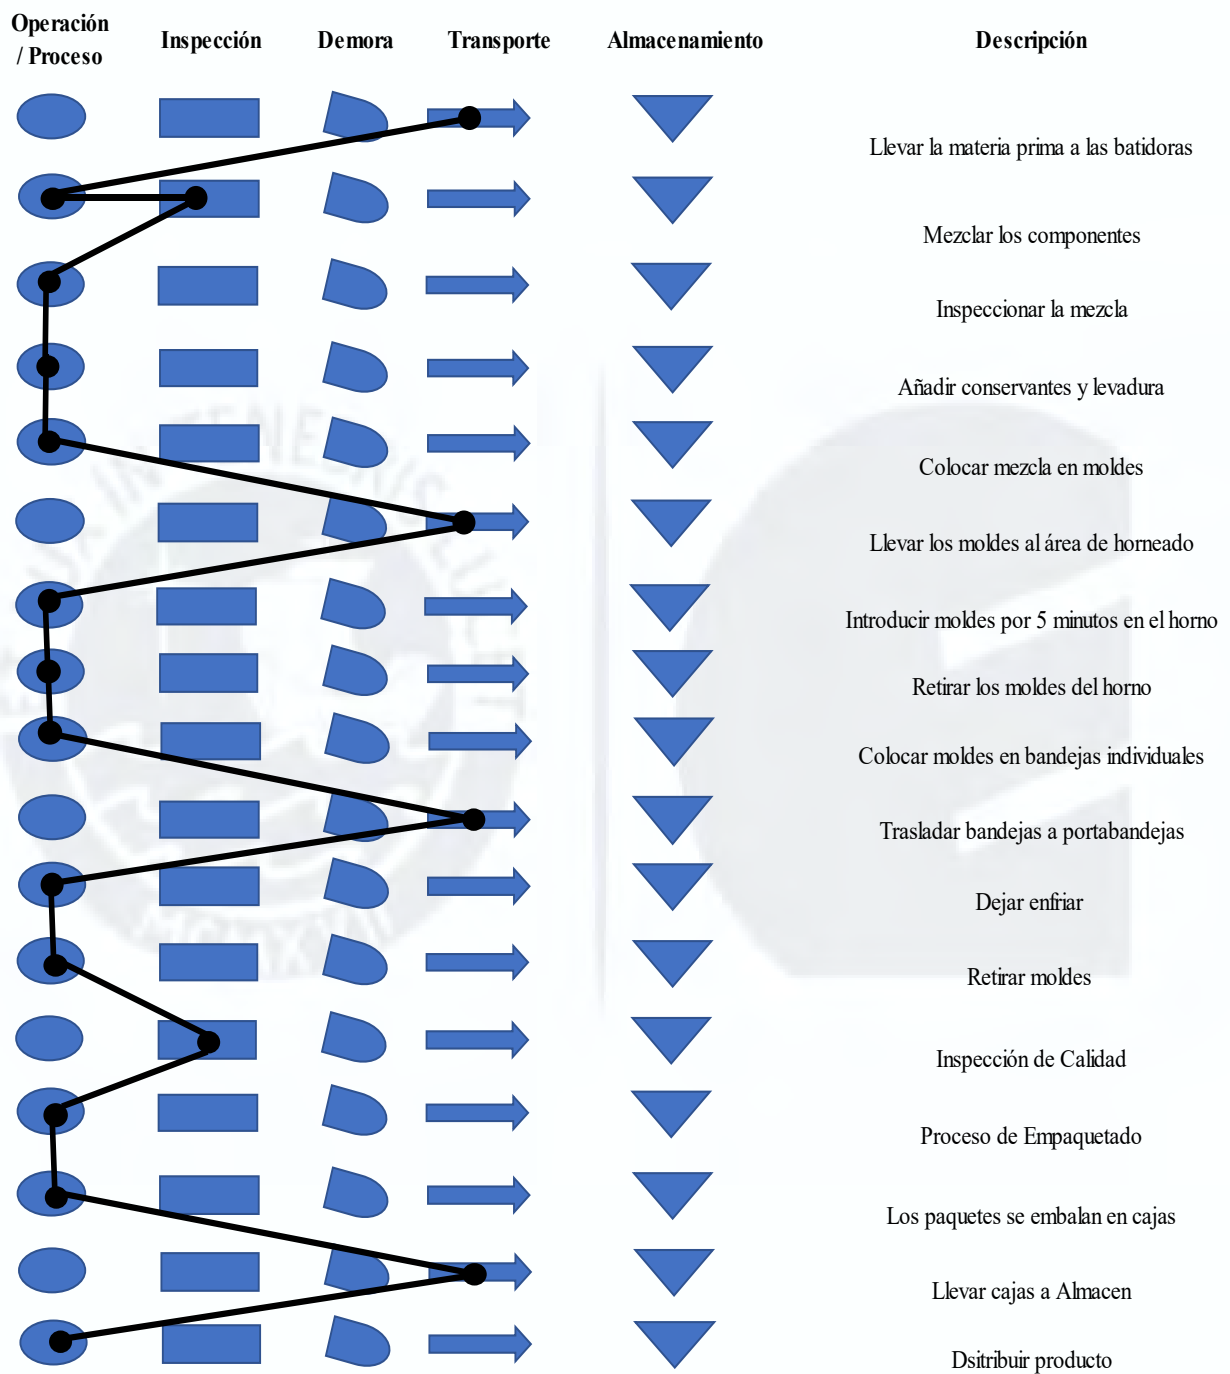 Operación
/ Proceso
Inspección
Demora
Transporte
Almacenamiento
Descripción
Llevar la materia prima a las batidoras
Mezclar los componentes
Inspeccionar la mezcla
Añadir conservantes y levadura
Colocar mezcla en moldes
Llevar los moldes al área de horneado
Introducir moldes por 5 minutos en el horno
Retirar los moldes del horno
Colocar moldes en bandejas individuales
Trasladar bandejas a portabandejas
Dejar enfriar
Retirar moldes
Inspección de Calidad
Proceso de Empaquetado
Los paquetes se embalan en cajas
Llevar cajas a Almacen
Dsitribuir producto